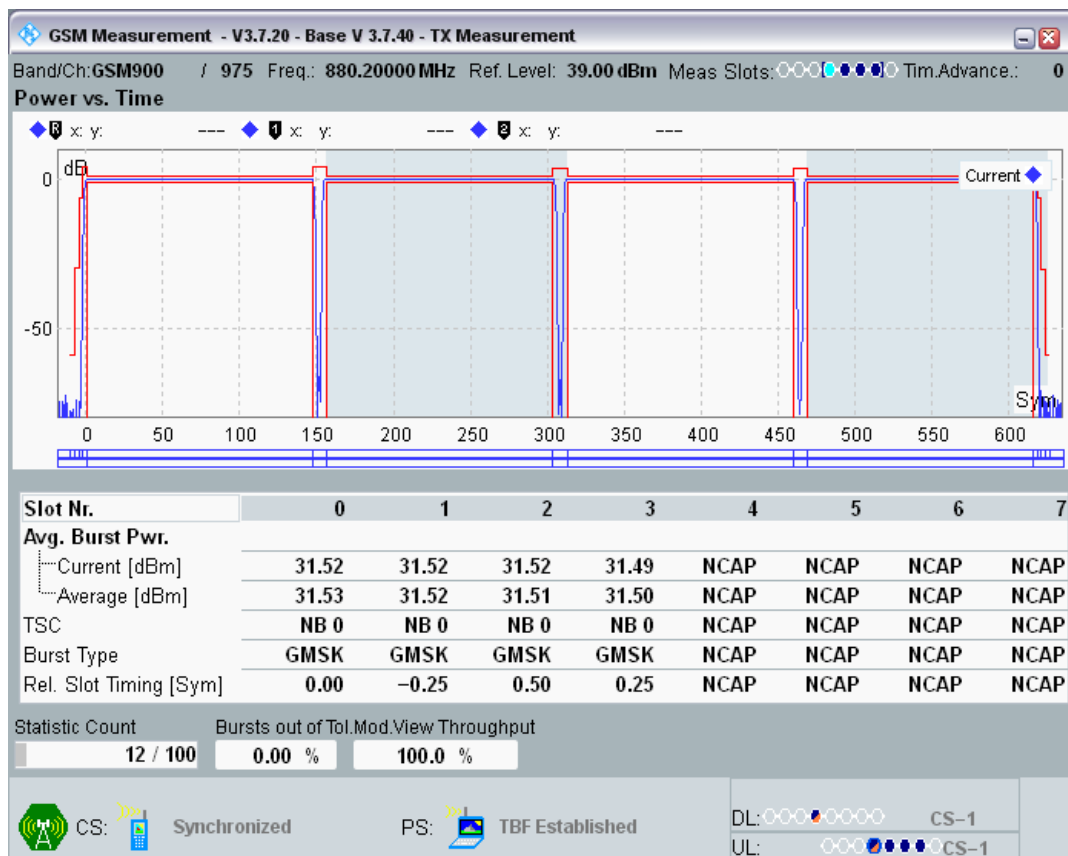 GSM Measurement - V3.7.20 - Base V 3.7.40 - TX Measurement
Band/Ch:GSM900 / 975 Freq.: 880.20000 MHz Ref. Level: 39.00 dBm Meas Slots: Tim.Advance.: 0
Power vs. Time
R x: y: --- 1 x: y: --- 2 x: y: ---
dB
Current
0
-50
Sym
0 50 100 150 200 250 300 350 400 450 500 550 600
Slot Nr. 0 1 2 3 4 5 6 7
Avg. Burst Pwr.
Current [dBm] 31.52 31.52 31.52 31.49 NCAP NCAP NCAP NCAP
Average [dBm] 31.53 31.52 31.51 31.50 NCAP NCAP NCAP NCAP
TSC NB 0 NB 0 NB 0 NB 0 NCAP NCAP NCAP NCAP
Burst Type GMSK GMSK GMSK GMSK NCAP NCAP NCAP NCAP
Rel. Slot Timing [Sym] 0.00 −0.25 0.50 0.25 NCAP NCAP NCAP NCAP
Statistic Count Bursts out of Tol.Mod.View Throughput
12 / 100 0.00 % 100.0 %
CS: Synchronized PS: TBF Established DL: CS−1
UL: CS−1